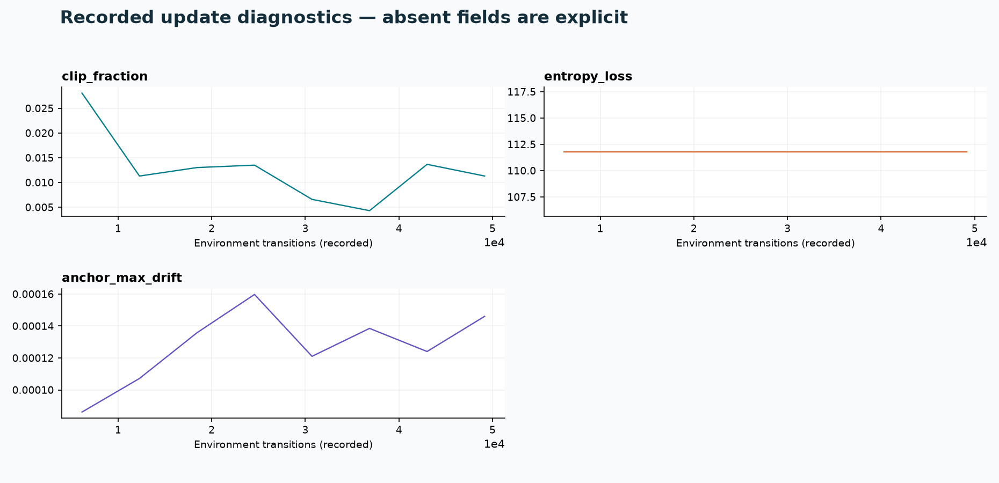 Recorded update diagnostics — absent fields are explicit
clip_fraction
0.025
0.020
0.015
0.010
0.005
1 2 3 4 5
Environment transitions (recorded)
1e4
entropy_loss
117.5
115.0
112.5
110.0
107.5
1 2 3 4 5
Environment transitions (recorded)
1e4
anchor_max_drift
0.00016
0.00014
0.00012
0.00010
1 2 3 4 5
Environment transitions (recorded)
1e4